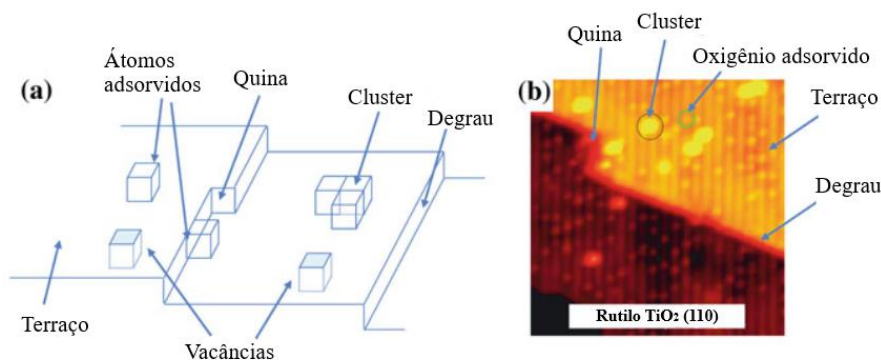 (a)
Átomos
adsorvidos
Quina
Cluster
Degrau
Terraço
Vacâncias
(b)
Quina
Cluster
Oxigênio adsorvido
Terraço
Degrau
Rutilo TiO₂ (110)